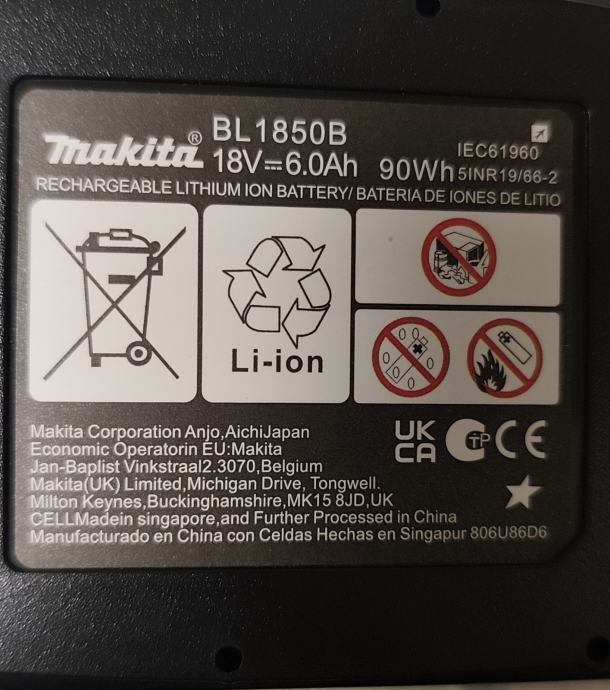 makita® BL1850B
18V⎓6.0Ah 90Wh IEC61960
5INR19/66-2
RECHARGEABLE LITHIUM ION BATTERY/ BATERIA DE IONES DE LITIO
Li-ion
Makita Corporation Anjo,AichiJapan
Economic Operatorin EU:Makita
Jan-Baplist Vinkstraal2.3070,Belgium
Makita(UK) Limited,Michigan Drive, Tongwell.
Milton Keynes,Buckinghamshire,MK15 8JD,UK
CELLMadein singapore,and Further Processed in China
Manufacturado en China con Celdas Hechas en Singapur 806U86D6
UK
CA
CTP CE